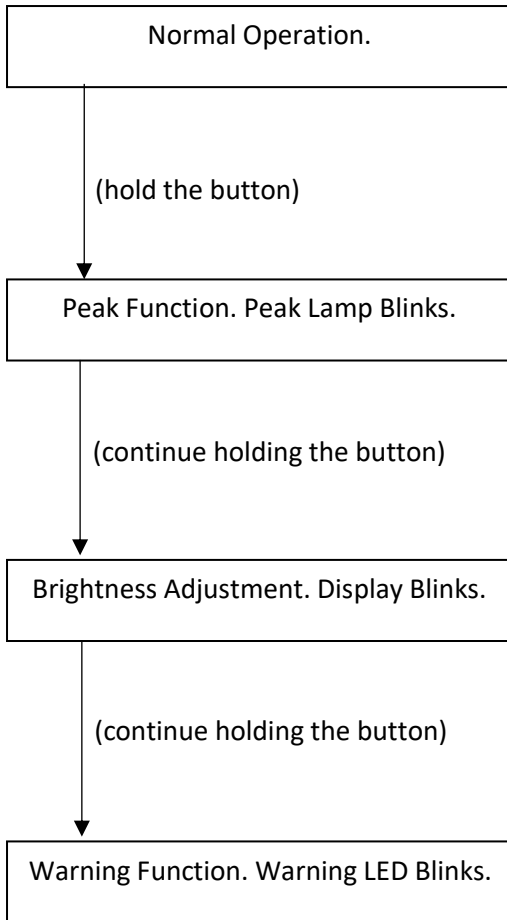 Normal Operation.
(hold the button)
Peak Function. Peak Lamp Blinks.
(continue holding the button)
Brightness Adjustment. Display Blinks.
(continue holding the button)
Warning Function. Warning LED Blinks.